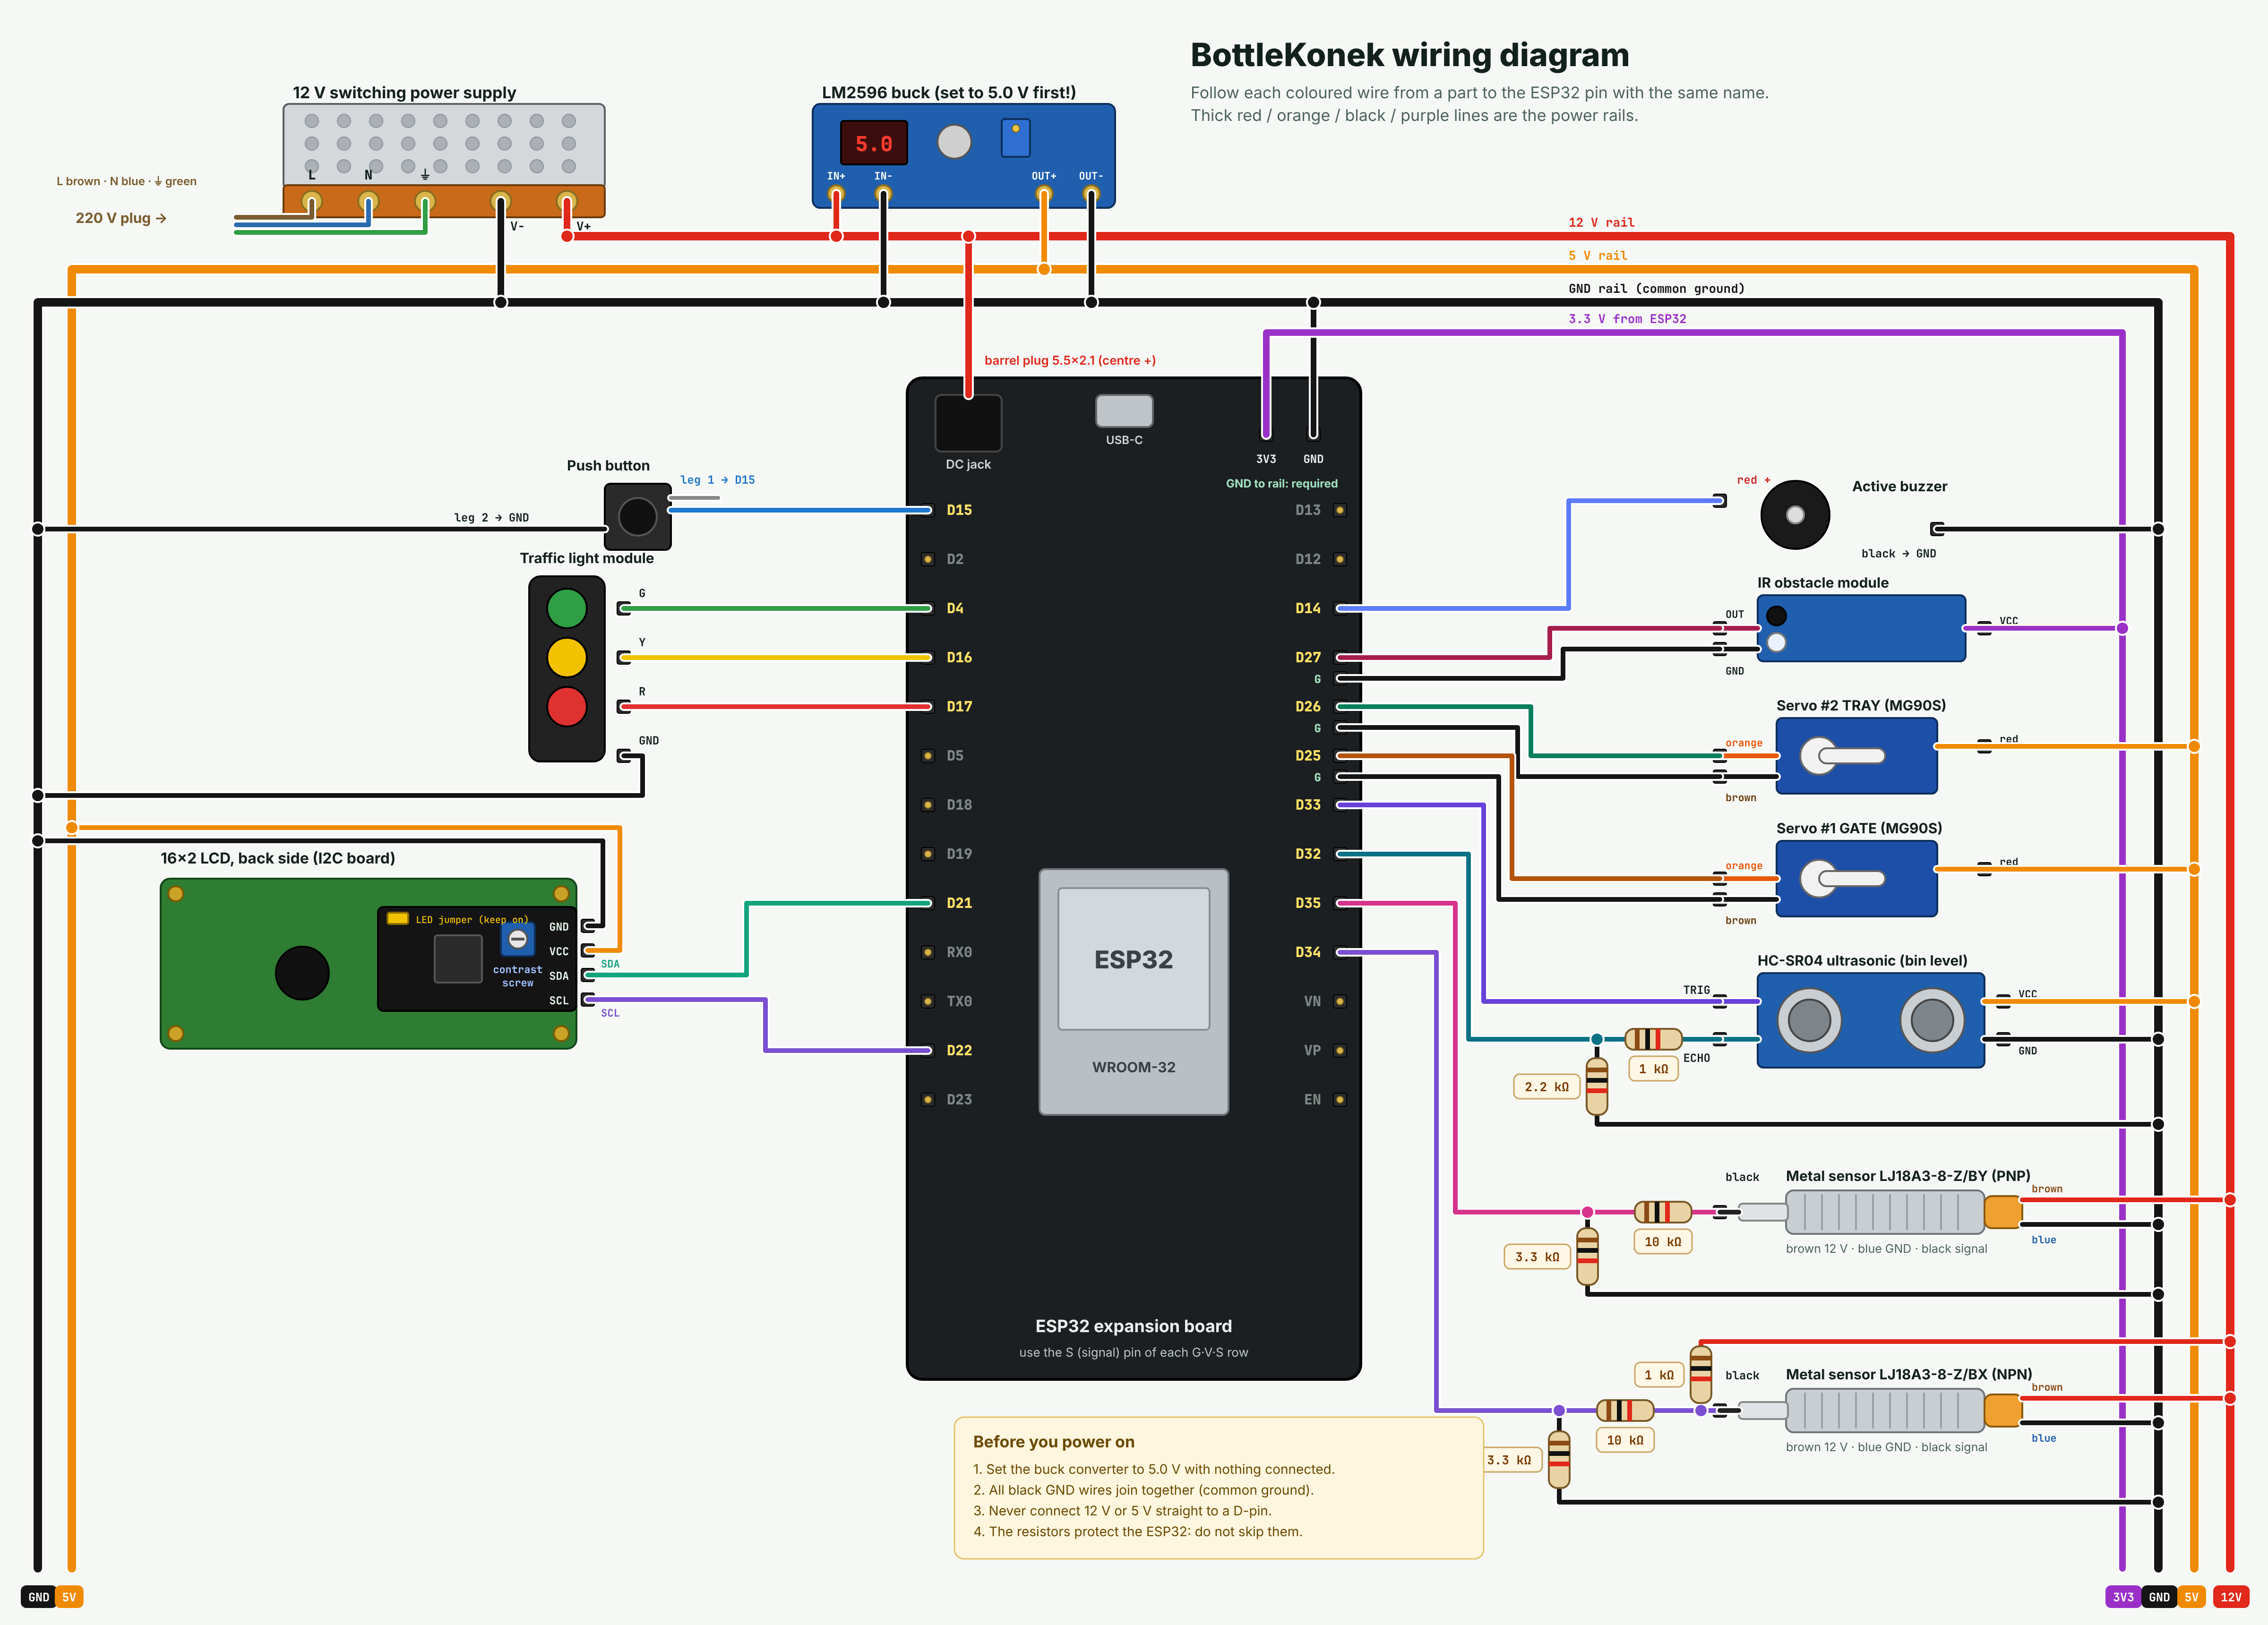 BottleKonek wiring diagram
Follow each coloured wire from a part to the ESP32 pin with the same name.
Thick red / orange / black / purple lines are the power rails.
12 V switching power supply
L N ⏚
V- V+
L brown · N blue · ⏚ green
220 V plug →
LM2596 buck (set to 5.0 V first!)
5.0
IN+ IN- OUT+ OUT-
12 V rail
5 V rail
GND rail (common ground)
3.3 V from ESP32
barrel plug 5.5×2.1 (centre +)
DC jack
USB-C
3V3 GND
GND to rail: required
Push button
leg 1 → D15
leg 2 → GND
Traffic light module
G
Y
R
GND
16×2 LCD, back side (I2C board)
LED jumper (keep on)
contrast
screw
GND
VCC
SDA
SCL
SDA
SCL
D15
D2
D4
D16
D17
D5
D18
D19
D21
RX0
TX0
D22
D23
D13
D12
D14
D27
G
D26
G
D25
G
D33
D32
D35
D34
VN
VP
EN
ESP32
WROOM-32
ESP32 expansion board
use the S (signal) pin of each G·V·S row
red +
Active buzzer
black → GND
IR obstacle module
OUT
GND
VCC
Servo #2 TRAY (MG90S)
orange
brown
red
Servo #1 GATE (MG90S)
orange
brown
red
HC-SR04 ultrasonic (bin level)
TRIG
ECHO
VCC
GND
1 kΩ
2.2 kΩ
Metal sensor LJ18A3-8-Z/BY (PNP)
black
brown
blue
brown 12 V · blue GND · black signal
10 kΩ
3.3 kΩ
Metal sensor LJ18A3-8-Z/BX (NPN)
black
brown
blue
brown 12 V · blue GND · black signal
1 kΩ
10 kΩ
3.3 kΩ
Before you power on
1. Set the buck converter to 5.0 V with nothing connected.
2. All black GND wires join together (common ground).
3. Never connect 12 V or 5 V straight to a D-pin.
4. The resistors protect the ESP32: do not skip them.
GND 5V
3V3 GND 5V 12V